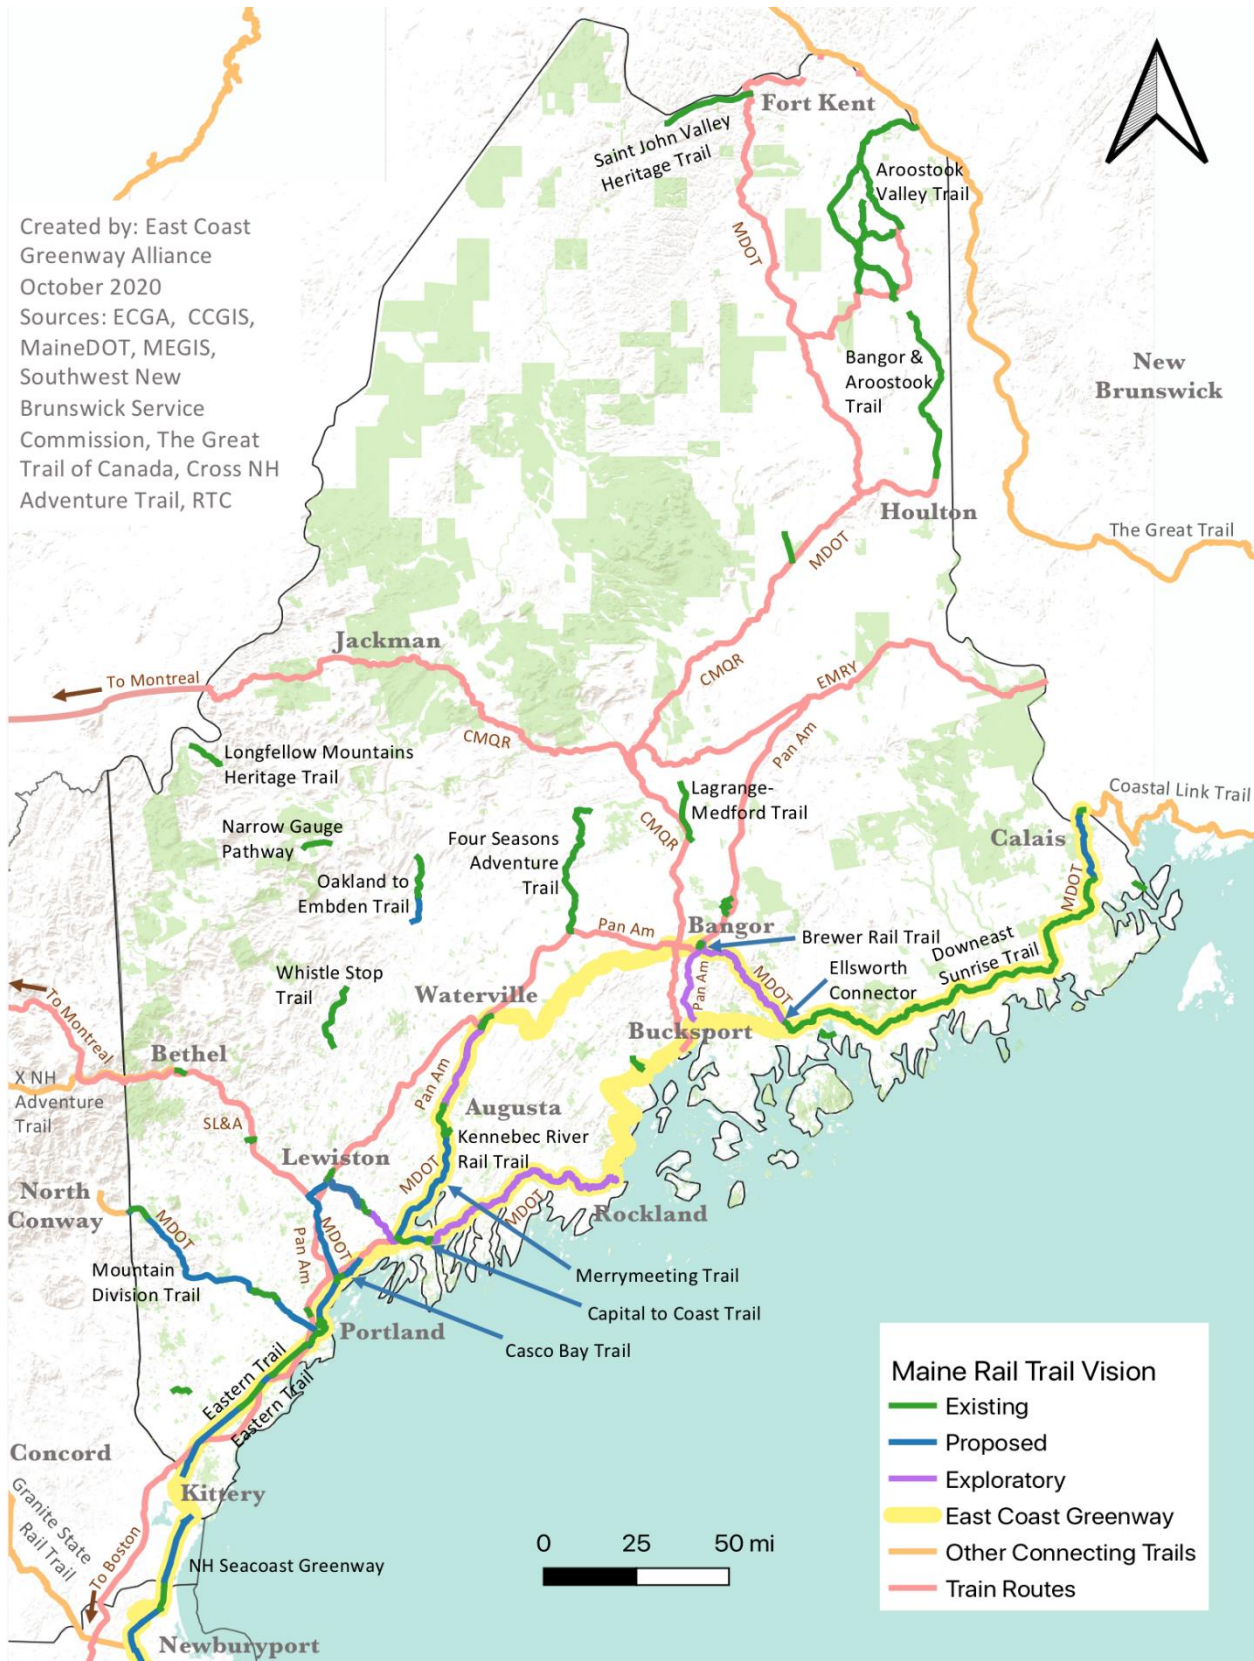 Fort Kent
Saint John Valley
Heritage Trail
Aroostook
Valley Trail
MDOT
Created by: East Coast
Greenway Alliance
October 2020
Sources: ECGA, CCGIS,
MaineDOT, MEGIS,
Southwest New
Brunswick Service
Commission, The Great
Trail of Canada, Cross NH
Adventure Trail, RTC
Bangor &
Aroostook
Trail
New
Brunswick
Houlton
The Great Trail
MDOT
Jackman
To Montreal
CMQR
EMRY
CMQR
Pan Am
Longfellow Mountains
Heritage Trail
Lagrange-
Medford Trail
Coastal Link Trail
CMQR
Narrow Gauge
Pathway
Four Seasons
Adventure
Trail
Calais
MDOT
Oakland to
Embden Trail
Pan Am
Bangor
Brewer Rail Trail
Downeast
Sunrise Trail
Ellsworth
Connector
Pan Am
MDOT
Whistle Stop
Trail
Waterville
Bucksport
To Montreal
Bethel
Pan Am
X NH
Adventure
Trail
SL&A
Augusta
Kennebec River
Rail Trail
Lewiston
MDOT
North
Conway
MDOT
MDOT
Rockland
Pan Am
MDOT
Mountain
Division Trail
Merrymeeting Trail
Capital to Coast Trail
Portland
Casco Bay Trail
Eastern Trail
Eastern Trail
Concord
Kittery
Granite State
Rail Trail
To Boston
NH Seacoast Greenway
Newburyport
0 25 50 mi
Maine Rail Trail Vision
Existing
Proposed
Exploratory
East Coast Greenway
Other Connecting Trails
Train Routes